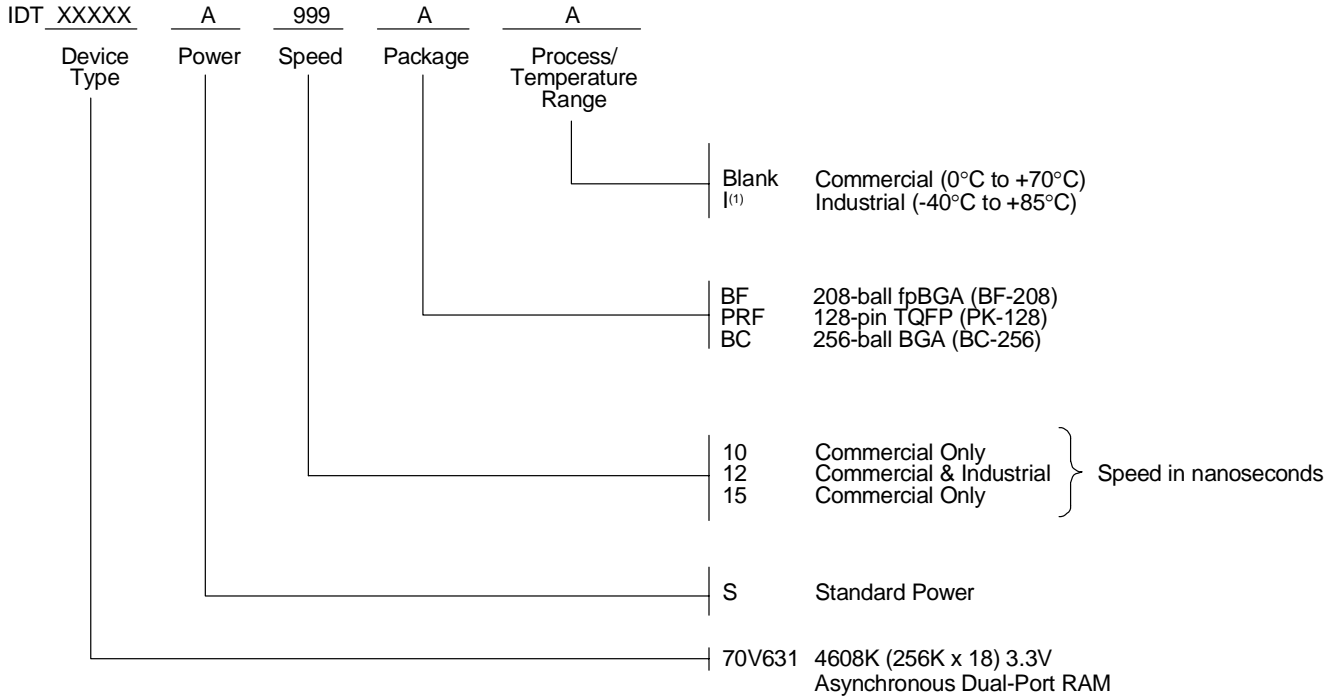 IDT XXXXX A 999 A A
Device Type
Power
Speed
Package
Process/
Temperature
Range
Blank Commercial (0°C to +70°C)
I(1) Industrial (-40°C to +85°C)
BF 208-ball fpBGA (BF-208)
PRF 128-pin TQFP (PK-128)
BC 256-ball BGA (BC-256)
10 Commercial Only
12 Commercial & Industrial
15 Commercial Only
Speed in nanoseconds
S Standard Power
70V631 4608K (256K x 18) 3.3V
Asynchronous Dual-Port RAM